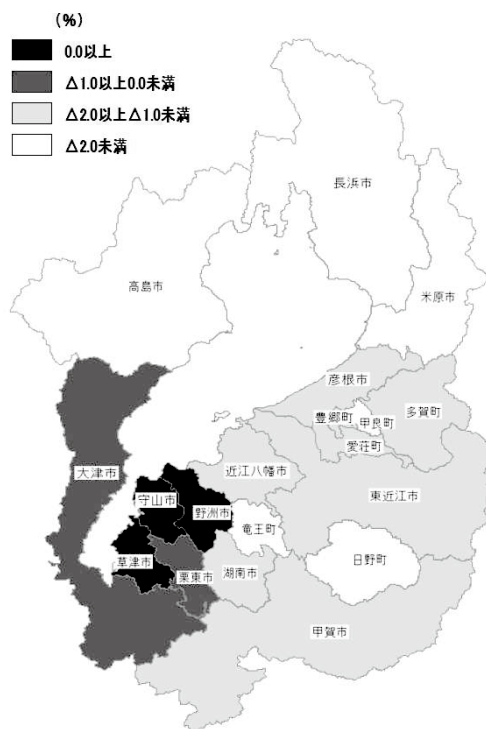 (%)
0.0以上
△1.0以上0.0未満
△2.0以上△1.0未満
△2.0未満
長浜市
高島市
米原市
彦根市
豊郷町
甲良町
多賀町
愛荘町
近江八幡市
大津市
東近江市
守山市
野洲市
竜王町
草津市
日野町
栗東市
湖南市
甲賀市